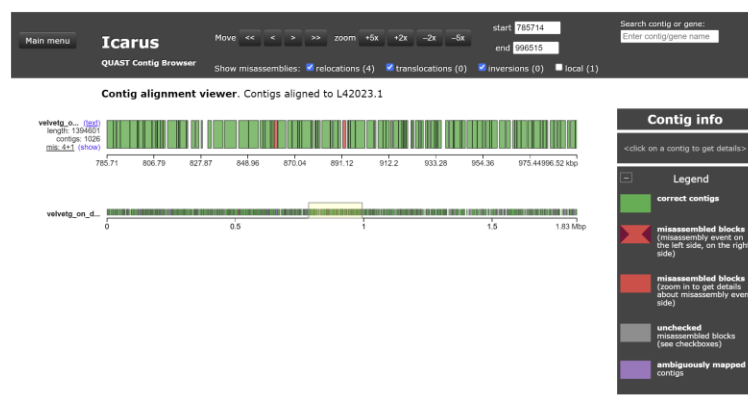 Main menu
Icarus
QUAST Contig Browser
Move << < > >> zoom +5x +2x −2x −5x
start 785714
end 996515
Search contig or gene:
Enter contig/gene name
Show misassemblies: relocations (4) translocations (0) inversions (0) local (1)
Contig alignment viewer. Contigs aligned to L42023.1
velvetg_o... (text)
length: 1394601
contigs: 1026
mis: 4+1 (show)
785.71 806.79 827.87 848.96 870.04 891.12 912.2 933.28 954.36 975.44 996.52 kbp
velvetg_on_d...
0 0.5 1 1.5 1.83 Mbp
Contig info
<click on a contig to get details>
Legend
correct contigs
misassembled blocks
(misassembly event on
the left side, on the right
side)
misassembled blocks
(zoom in to get details
about misassembly even
side)
unchecked
misassembled blocks
(see checkboxes)
ambiguously mapped
contigs